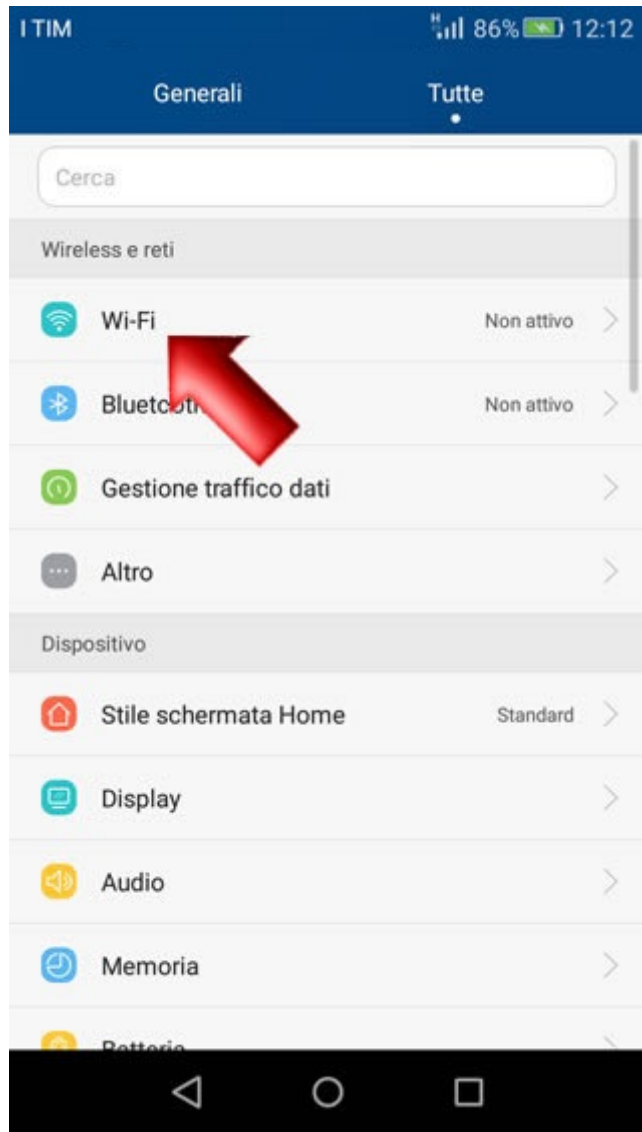 I TIM 86% 12:12
Generali Tutte
Cerca
Wireless e reti
Wi-Fi Non attivo
Non attivo
Gestione traffico dati
Altro
Dispositivo
Stile schermata Home Standard
Display
Audio
Memoria
Batteria